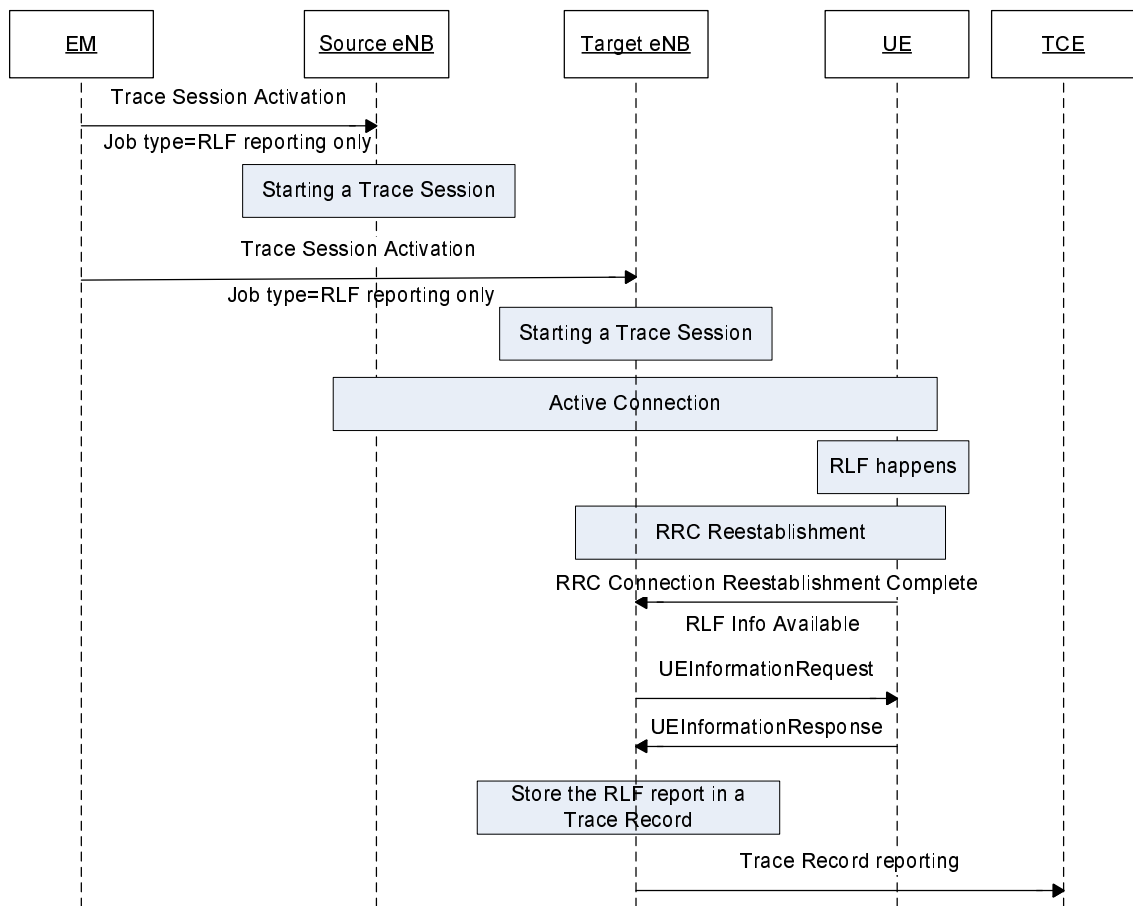 EM
Source eNB
Target eNB
UE
TCE
Trace Session Activation
Job type=RLF reporting only
Starting a Trace Session
Trace Session Activation
Job type=RLF reporting only
Starting a Trace Session
Active Connection
RLF happens
RRC Reestablishment
RRC Connection Reestablishment Complete
RLF Info Available
UEInformationRequest
UEInformationResponse
Store the RLF report in a
Trace Record
Trace Record reporting